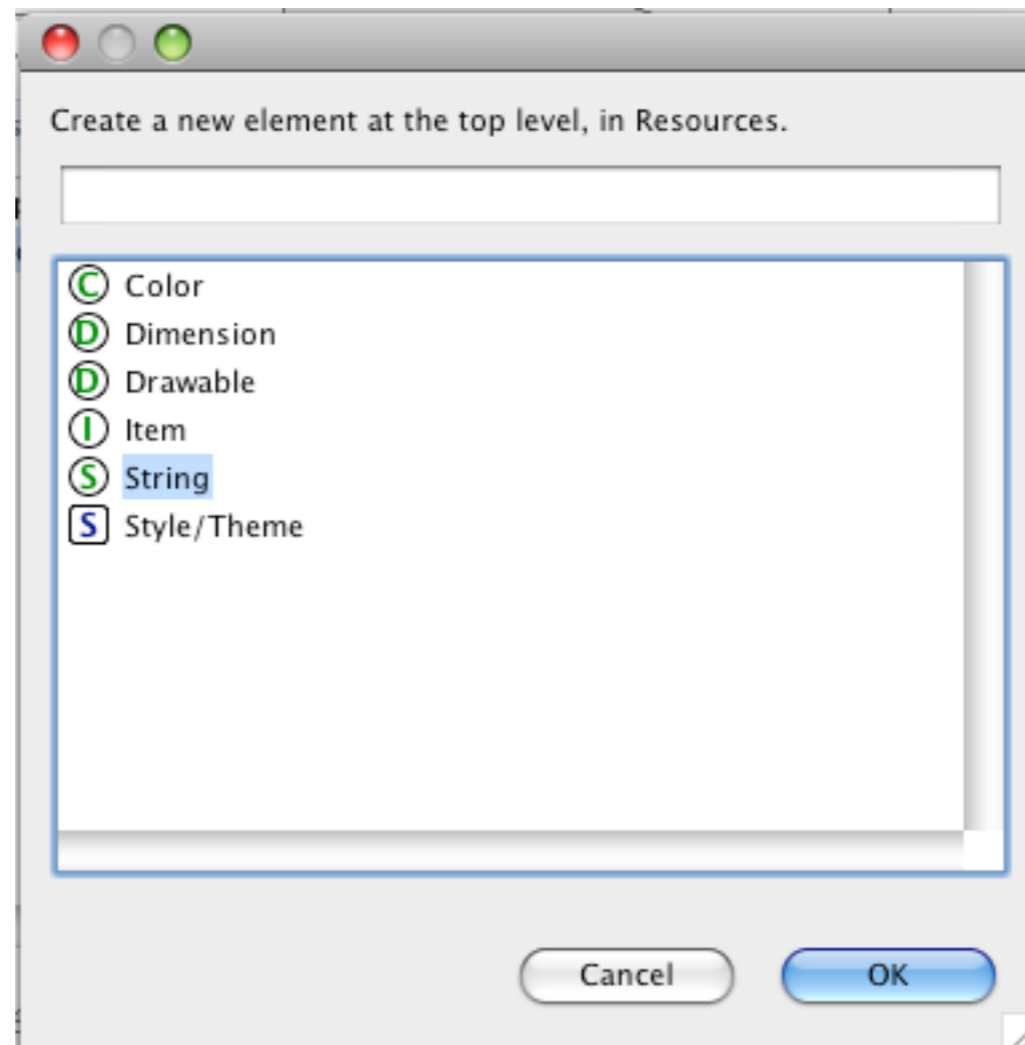 Create a new element at the top level, in Resources.
C Color
D Dimension
D Drawable
I Item
S String
S Style/Theme
Cancel OK